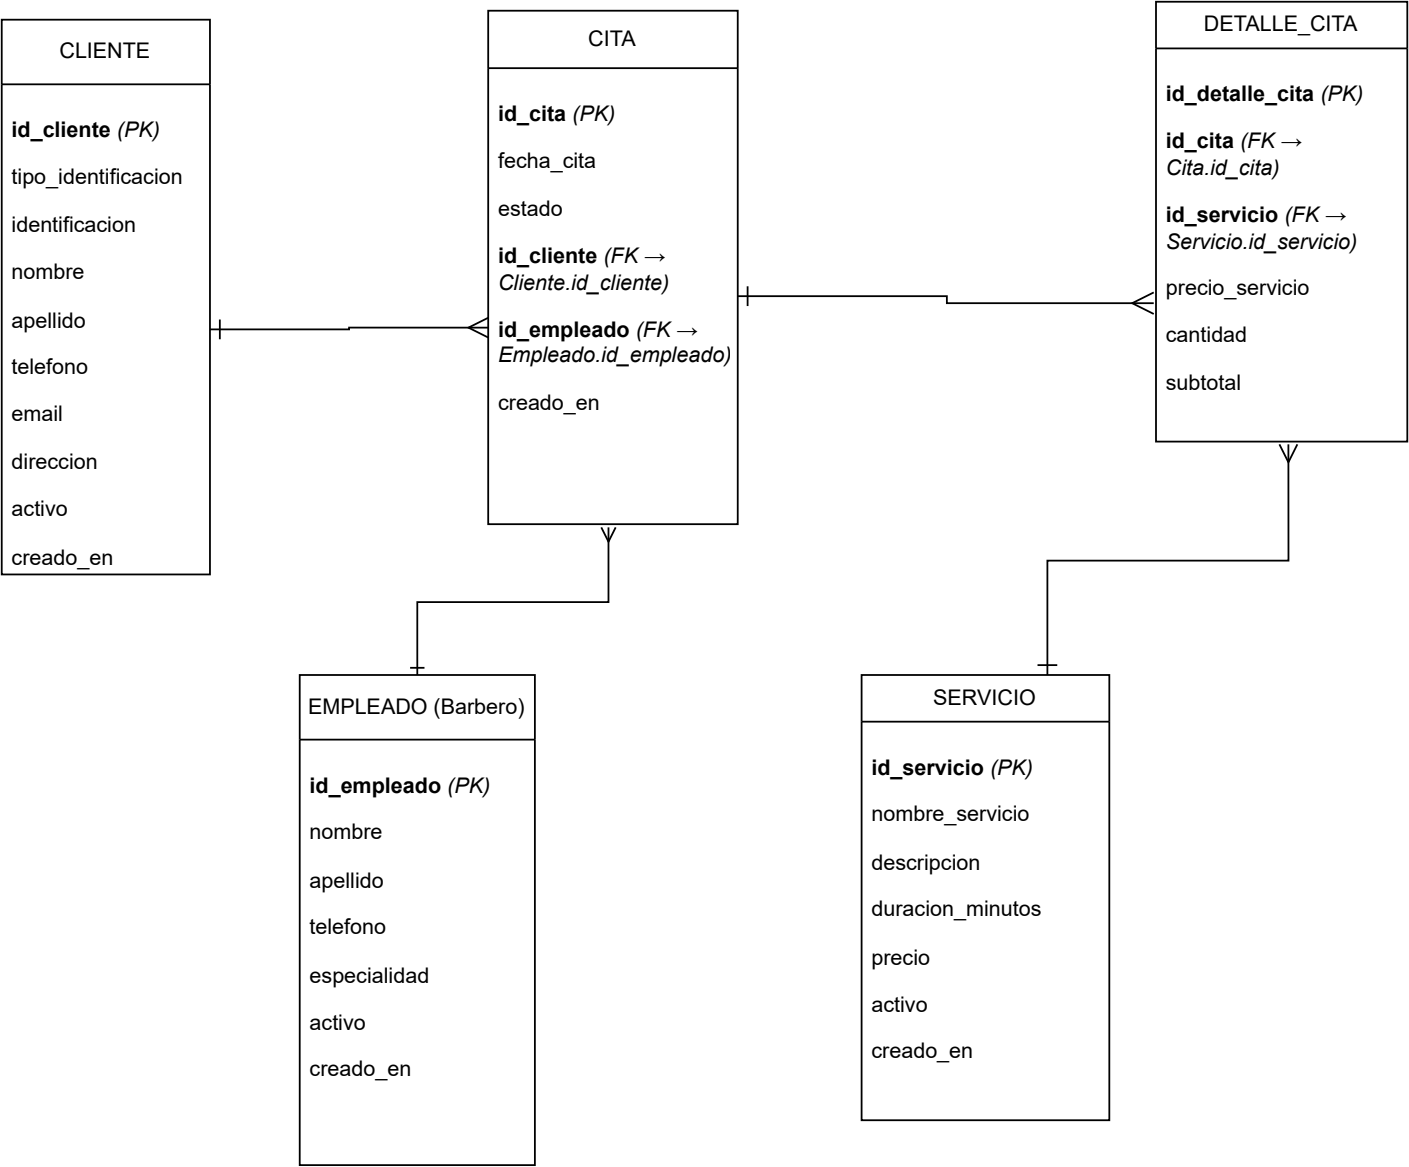 CLIENTE
id_cliente (PK)
tipo_identificacion
identificacion
nombre
apellido
telefono
email
direccion
activo
creado_en
CITA
id_cita (PK)
fecha_cita
estado
id_cliente (FK →
Cliente.id_cliente)
id_empleado (FK →
Empleado.id_empleado)
creado_en
DETALLE_CITA
id_detalle_cita (PK)
id_cita (FK →
Cita.id_cita)
id_servicio (FK →
Servicio.id_servicio)
precio_servicio
cantidad
subtotal
EMPLEADO (Barbero)
id_empleado (PK)
nombre
apellido
telefono
especialidad
activo
creado_en
SERVICIO
id_servicio (PK)
nombre_servicio
descripcion
duracion_minutos
precio
activo
creado_en